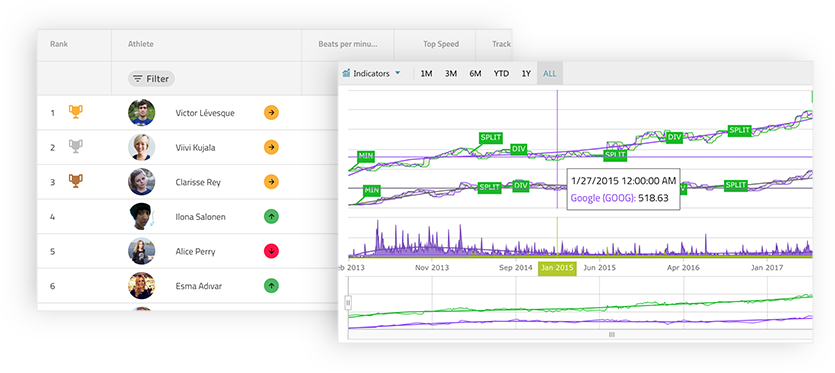 Rank Athlete Beats per minu... Top Speed Track
Filter
1 Victor Lévesque
2 Viivi Kujala
3 Clarisse Rey
4 Ilona Salonen
5 Alice Perry
6 Esma Adıvar
Indicators 1M 3M 6M YTD 1Y ALL
SPLIT SPLIT
DIV DIV
MIN SPLIT
1/27/2015 12:00:00 AM
Google (GOOG): 518.63
MIN SPLIT DIV SPLIT
Nov 2013 Sep 2014 Jan 2015 Jun 2015 Apr 2016 Jan 2017